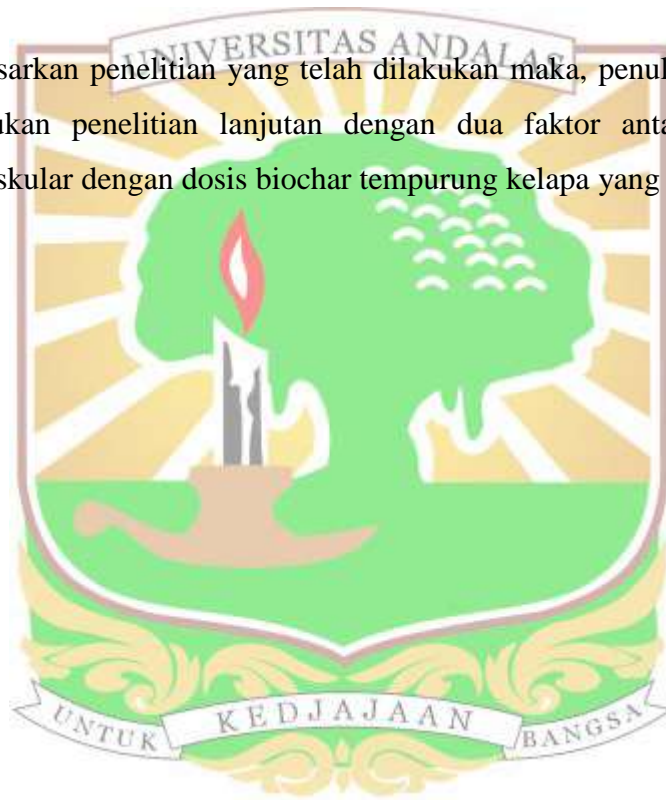 UNIVERSITAS ANDALAS
sarkan penelitian yang telah dilakukan maka, penul
ukan penelitian lanjutan dengan dua faktor anta
skular dengan dosis biochar tempurung kelapa yang
UNTUK KEDJAJAAN BANGSA